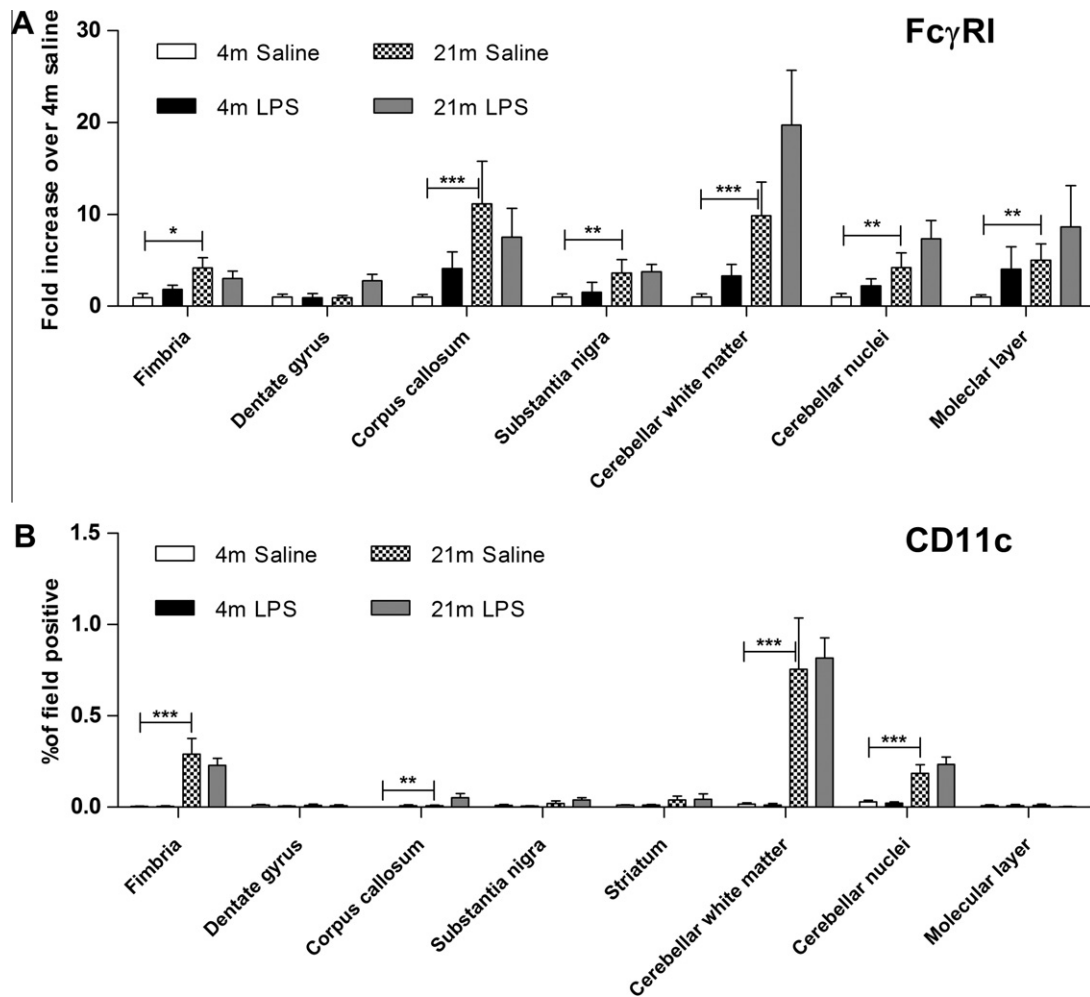 A
FcγRI
Fold increase over 4m saline
30
20
10
0
4m Saline
21m Saline
4m LPS
21m LPS
*
***
**
***
**
**
Fimbria
Dentate gyrus
Corpus callosum
Substantia nigra
Cerebellar white matter
Cerebellar nuclei
Moleclar layer
B
CD11c
%of field positive
1.5
1.0
0.5
0.0
4m Saline
21m Saline
4m LPS
21m LPS
***
**
***
***
Fimbria
Dentate gyrus
Corpus callosum
Substantia nigra
Striatum
Cerebellar white matter
Cerebellar nuclei
Molecular layer